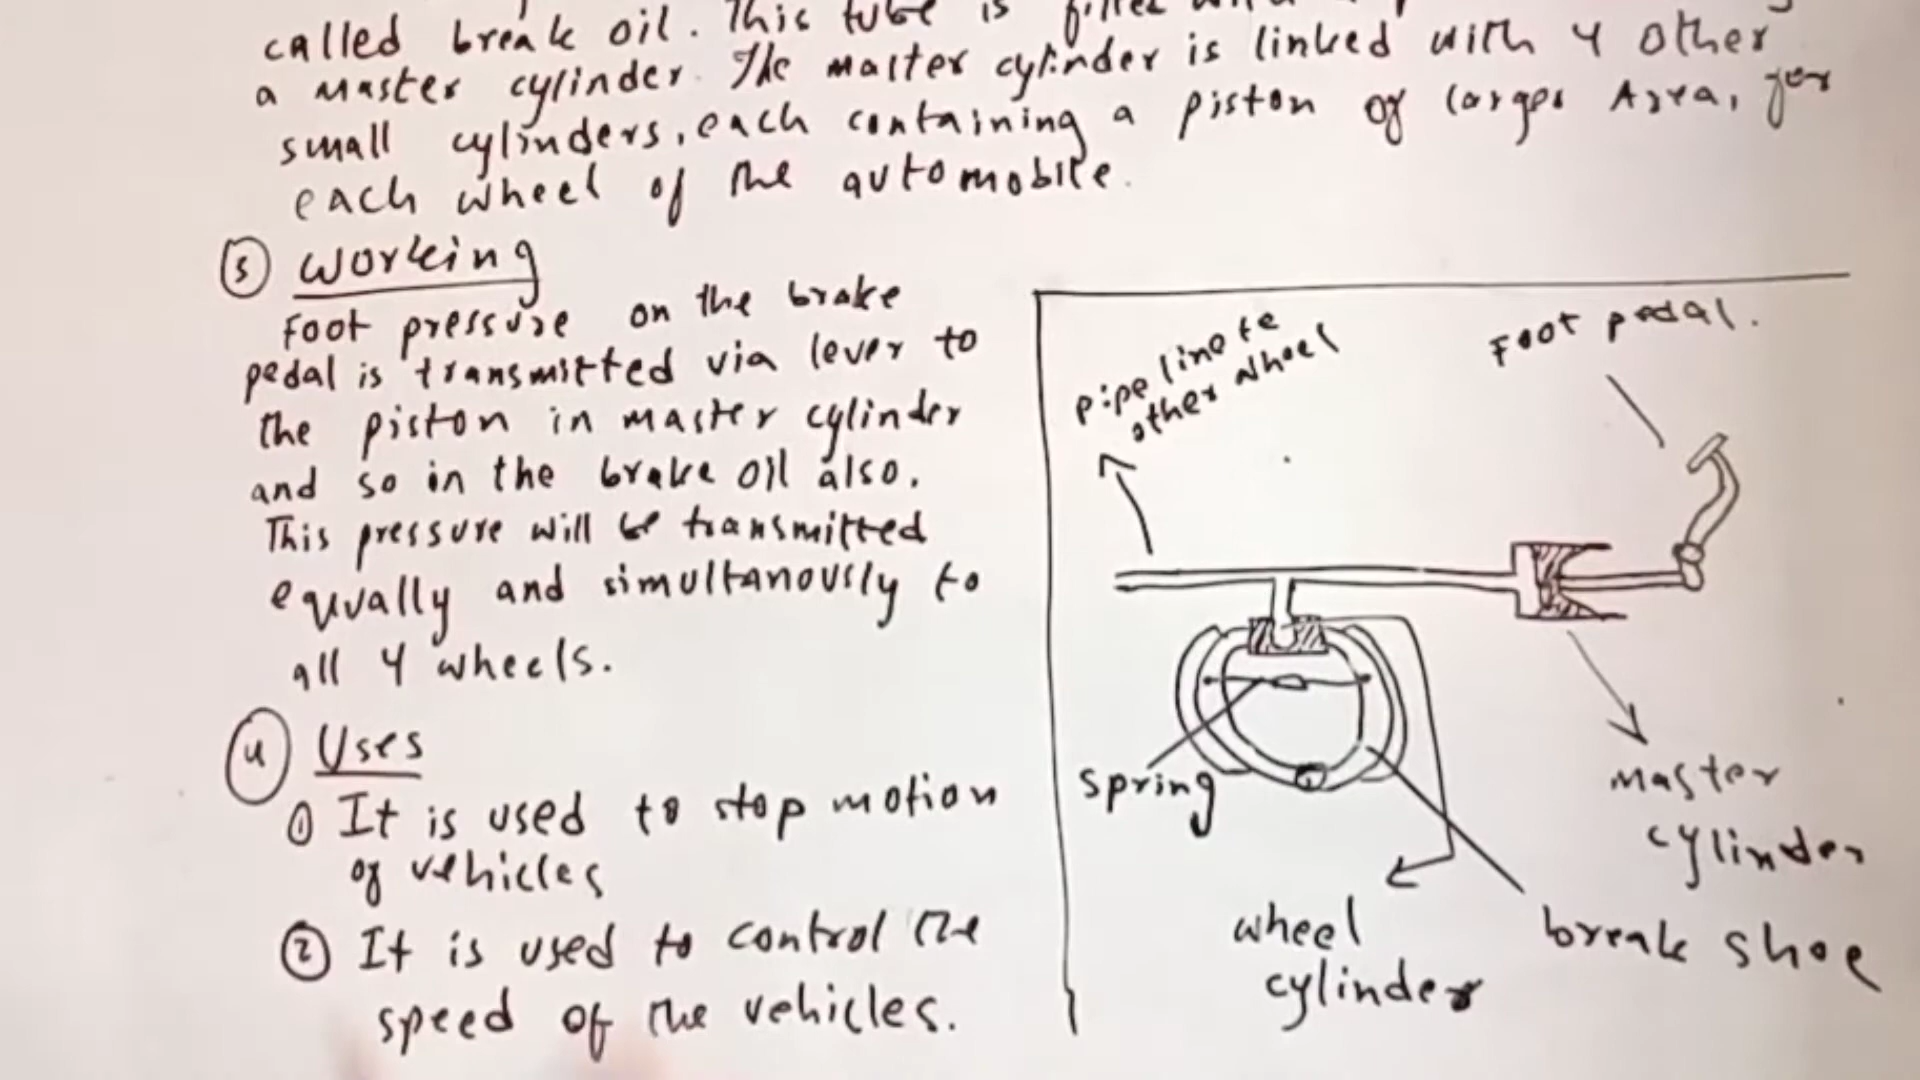 called break oil. This tube is
a master cylinder. The master cylinder is linked with 4 other
small cylinders, each containing a piston of larger Area, for
each wheel of the automobile.
③ Working
Foot pressure on the brake
pedal is transmitted via lever to
the piston in master cylinder
and so in the brake oil also.
This pressure will be transmitted
equally and simultanously to
all 4 wheels.
④ Uses
① It is used to stop motion
of vehicles
② It is used to control the
speed of the vehicles.
pipe line to
other wheel
Foot pedal.
spring
master
cylinder
wheel
cylinder
break shoe